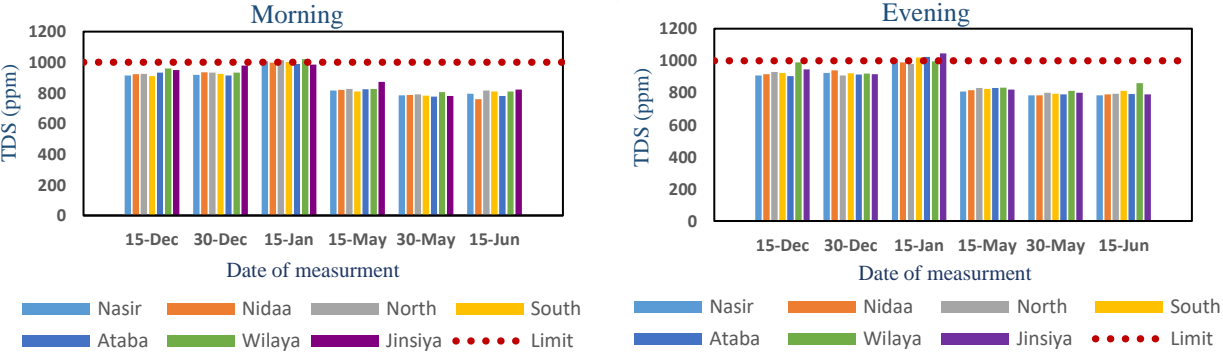 Morning
1200
1000
800
600
400
200
0
TDS (ppm)
15-Dec 30-Dec 15-Jan 15-May 30-May 15-Jun
Date of measurment
Nasir Nidaa North South
Ataba Wilaya Jinsiya Limit
Evening
1200
1000
800
600
400
200
0
TDS (ppm)
15-Dec 30-Dec 15-Jan 15-May 30-May 15-Jun
Date of measurment
Nasir Nidaa North South
Ataba Wilaya Jinsiya Limit